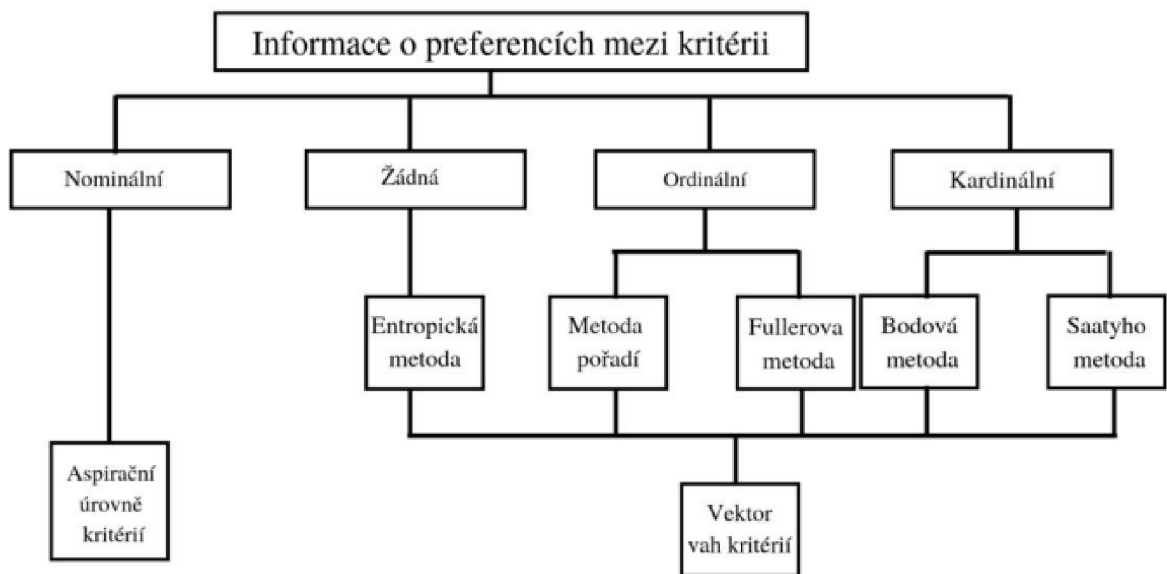 Informace o preferencích mezi kritérii
Nominální
Žádná
Ordinální
Kardinální
Entropická
metoda
Metoda
pořadí
Fullerova
metoda
Bodová
metoda
Saatyho
metoda
Aspirační
úrovně
kritérií
Vektor
vah kritérií